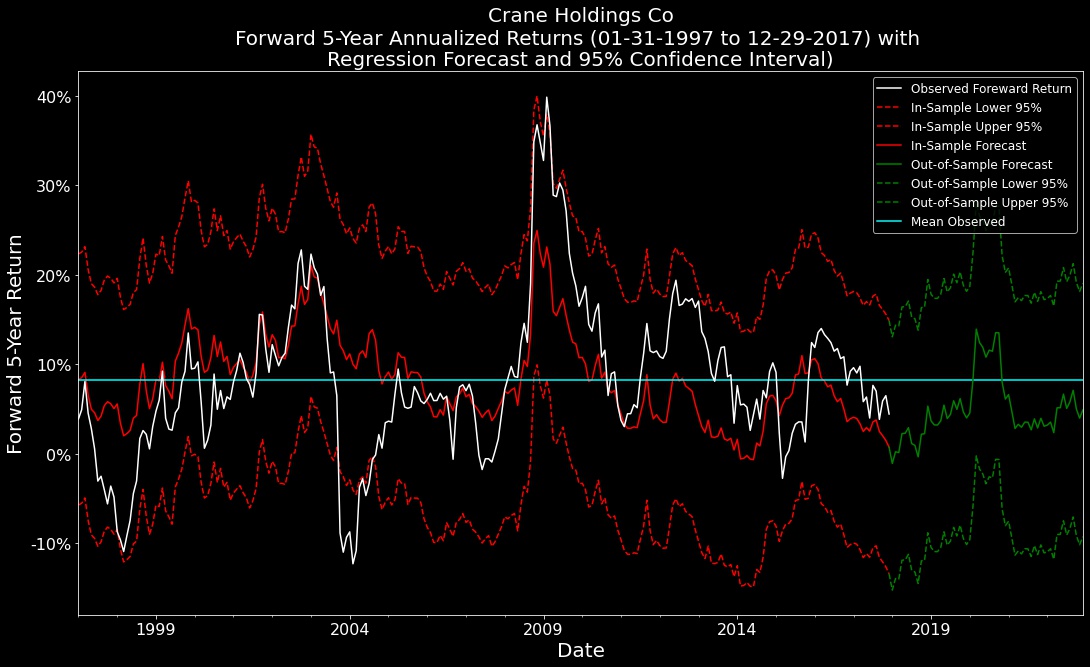 Crane Holdings Co
Forward 5-Year Annualized Returns (01-31-1997 to 12-29-2017) with
Regression Forecast and 95% Confidence Interval)
Observed Foreward Return
In-Sample Lower 95%
In-Sample Upper 95%
In-Sample Forecast
Out-of-Sample Forecast
Out-of-Sample Lower 95%
Out-of-Sample Upper 95%
Mean Observed
Forward 5-Year Return
40%
30%
20%
10%
0%
-10%
1999 2004 2009 2014 2019
Date